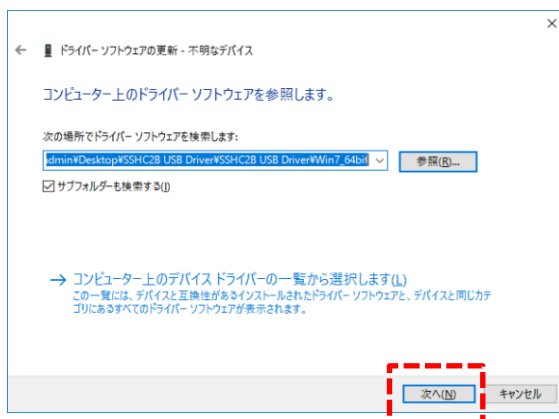 ドライバー ソフトウェアの更新 - 不明なデバイス
コンピューター上のドライバー ソフトウェアを参照します。
次の場所でドライバー ソフトウェアを検索します:
dmin¥Desktop¥SSHC2B USB Driver¥SSHC2B USB Driver¥Win7_64bit
参照(R)...
サブフォルダーも検索する(I)
→ コンピューター上のデバイス ドライバーの一覧から選択します(L)
この一覧には、デバイスと互換性があるインストールされたドライバー ソフトウェアと、デバイスと同じカテ
ゴリにあるすべてのドライバー ソフトウェアが表示されます。
次へ(N)
キャンセル